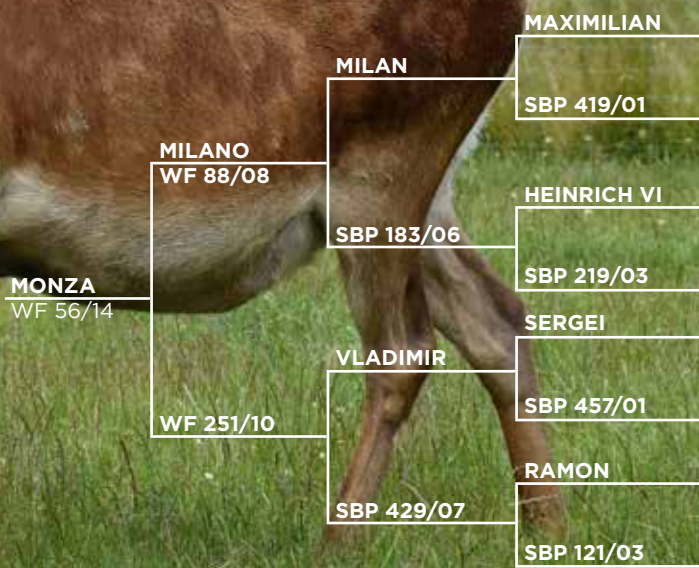 MAXIMILIAN
MILAN
SBP 419/01
MILANO
WF 88/08
HEINRICH VI
SBP 183/06
SBP 219/03
MONZA
WF 56/14
SERGEI
VLADIMIR
SBP 457/01
WF 251/10
RAMON
SBP 429/07
SBP 121/03